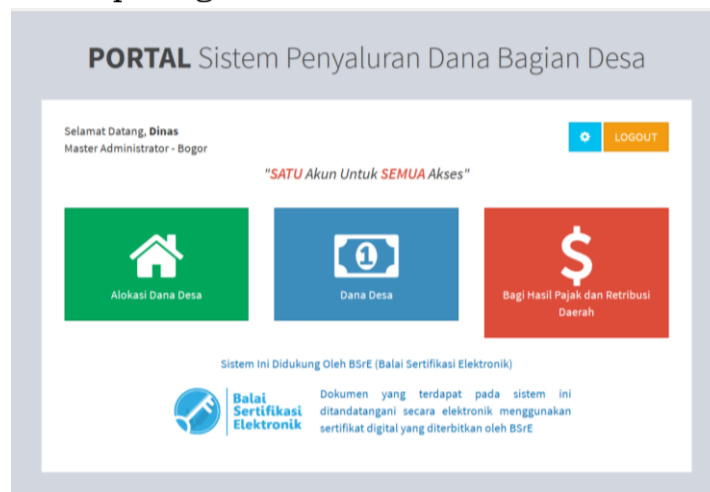 PORTAL Sistem Penyaluran Dana Bagian Desa
Selamat Datang, Dinas
Master Administrator - Bogor
LOGOUT
"SATU Akun Untuk SEMUA Akses"
Alokasi Dana Desa
1
Dana Desa
$
Bagi Hasil Pajak dan Retribusi
Daerah
Sistem Ini Didukung Oleh BSrE (Balai Sertifikasi Elektronik)
Balai
Sertifikasi
Elektronik
Dokumen yang terdapat pada sistem ini
ditandatangani secara elektronik menggunakan
sertifikat digital yang diterbitkan oleh BSrE